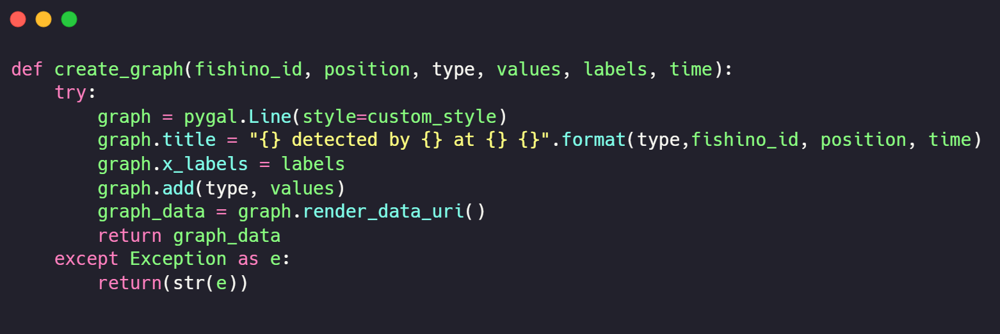 def create_graph(fishino_id, position, type, values, labels, time):
    try:
        graph = pygal.Line(style=custom_style)
        graph.title = "{} detected by {} at {} {}".format(type,fishino_id, position, time)
        graph.x_labels = labels
        graph.add(type, values)
        graph_data = graph.render_data_uri()
        return graph_data
    except Exception as e:
        return(str(e))